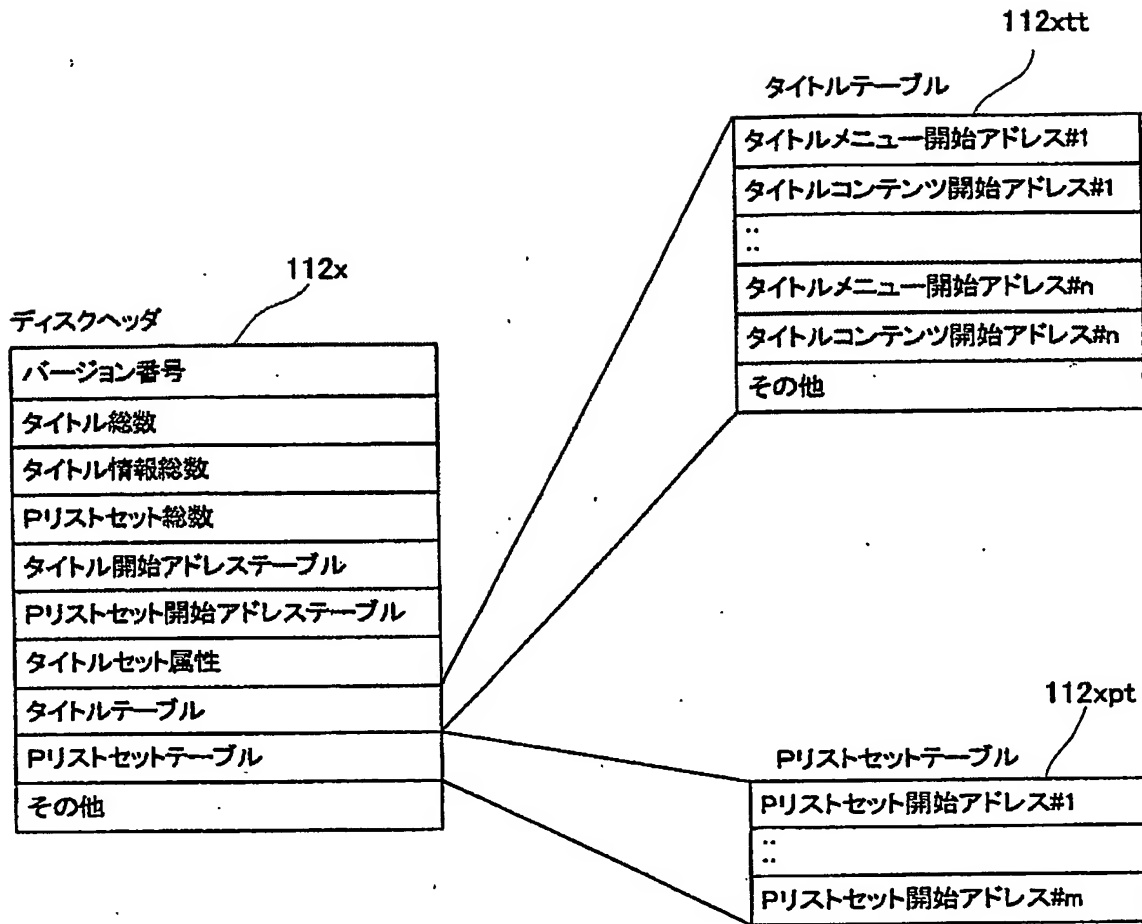 112xtt
タイトルテーブル
タイトルメニュー開始アドレス#1
タイトルコンテンツ開始アドレス#1
::
タイトルメニュー開始アドレス#n
タイトルコンテンツ開始アドレス#n
その他
112x
ディスクヘッダ
バージョン番号
タイトル総数
タイトル情報総数
Pリストセット総数
タイトル開始アドレステーブル
Pリストセット開始アドレステーブル
タイトルセット属性
タイトルテーブル
Pリストセットテーブル
その他
112xpt
Pリストセットテーブル
Pリストセット開始アドレス#1
::
Pリストセット開始アドレス#m